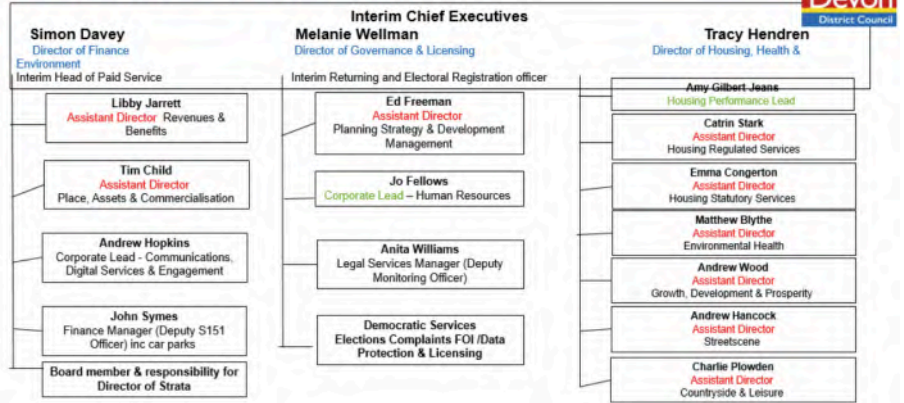 Devon
District Council
Interim Chief Executives
Simon Davey
Director of Finance
Environment
Interim Head of Paid Service
Melanie Wellman
Director of Governance & Licensing
Interim Returning and Electoral Registration officer
Tracy Hendren
Director of Housing, Health &
Libby Jarrett
Assistant Director Revenues &
Benefits
Tim Child
Assistant Director
Place, Assets & Commercialisation
Andrew Hopkins
Corporate Lead - Communications,
Digital Services & Engagement
John Symes
Finance Manager (Deputy S151
Officer) inc car parks
Board member & responsibility for
Director of Strata
Ed Freeman
Assistant Director
Planning Strategy & Development
Management
Jo Fellows
Corporate Lead – Human Resources
Anita Williams
Legal Services Manager (Deputy
Monitoring Officer)
Democratic Services
Elections Complaints FOI /Data
Protection & Licensing
Amy Gilbert Jeans
Housing Performance Lead
Catrin Stark
Assistant Director
Housing Regulated Services
Emma Congerton
Assistant Director
Housing Statutory Services
Matthew Blythe
Assistant Director
Environmental Health
Andrew Wood
Assistant Director
Growth, Development & Prosperity
Andrew Hancock
Assistant Director
Streetscene
Charlie Plowden
Assistant Director
Countryside & Leisure